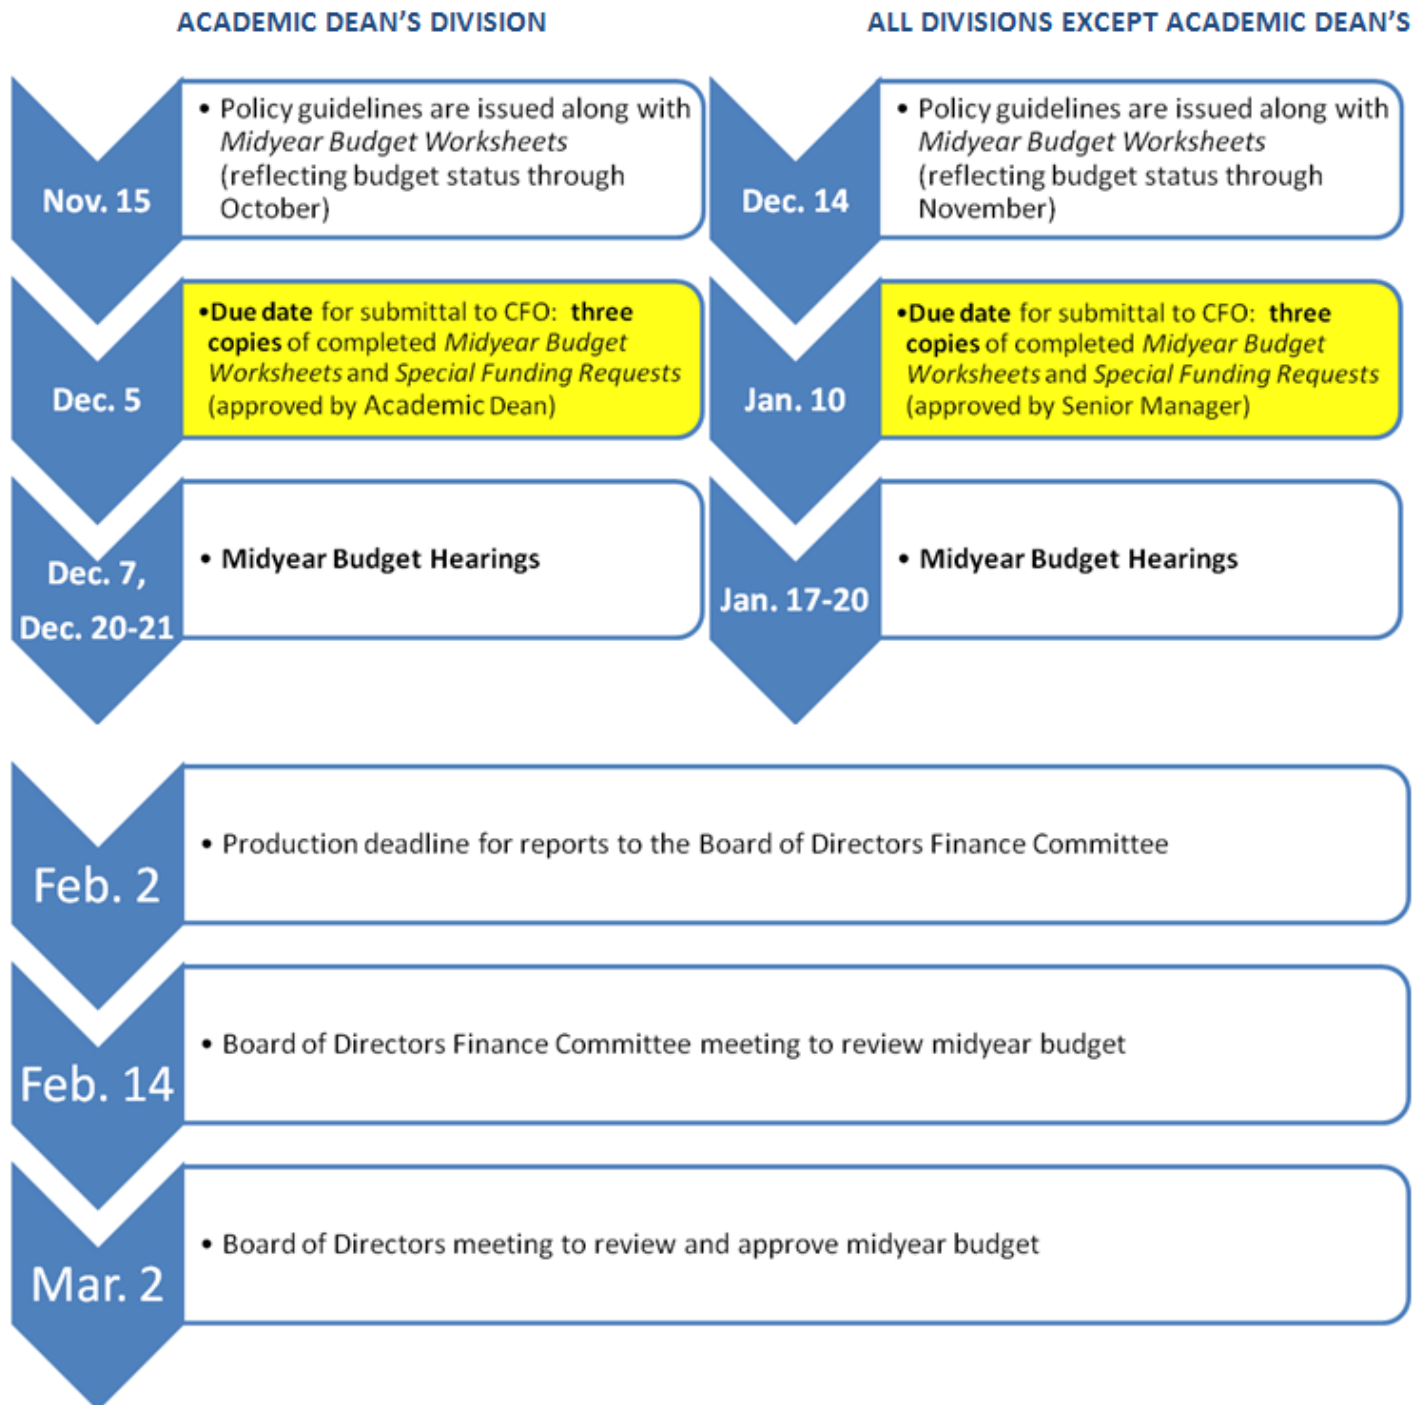 ACADEMIC DEAN’S DIVISION
Nov. 15
• Policy guidelines are issued along with
Midyear Budget Worksheets
(reflecting budget status through
October)
Dec. 5
•Due date for submittal to CFO: three
copies of completed Midyear Budget
Worksheets and Special Funding Requests
(approved by Academic Dean)
Dec. 7,
Dec. 20-21
• Midyear Budget Hearings
ALL DIVISIONS EXCEPT ACADEMIC DEAN’S
Dec. 14
• Policy guidelines are issued along with
Midyear Budget Worksheets
(reflecting budget status through
November)
Jan. 10
•Due date for submittal to CFO: three
copies of completed Midyear Budget
Worksheets and Special Funding Requests
(approved by Senior Manager)
Jan. 17-20
• Midyear Budget Hearings
Feb. 2
• Production deadline for reports to the Board of Directors Finance Committee
Feb. 14
• Board of Directors Finance Committee meeting to review midyear budget
Mar. 2
• Board of Directors meeting to review and approve midyear budget